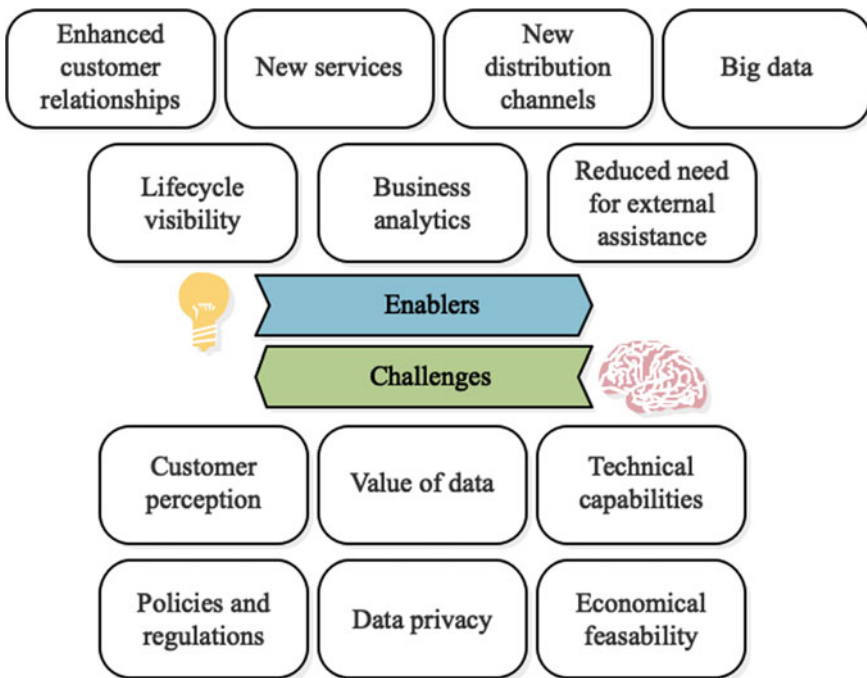 Enhanced
customer
relationships
New services
New
distribution
channels
Big data
Lifecycle
visibility
Business
analytics
Reduced need
for external
assistance
Enablers
Challenges
Customer
perception
Value of data
Technical
capabilities
Policies and
regulations
Data privacy
Economical
feasability